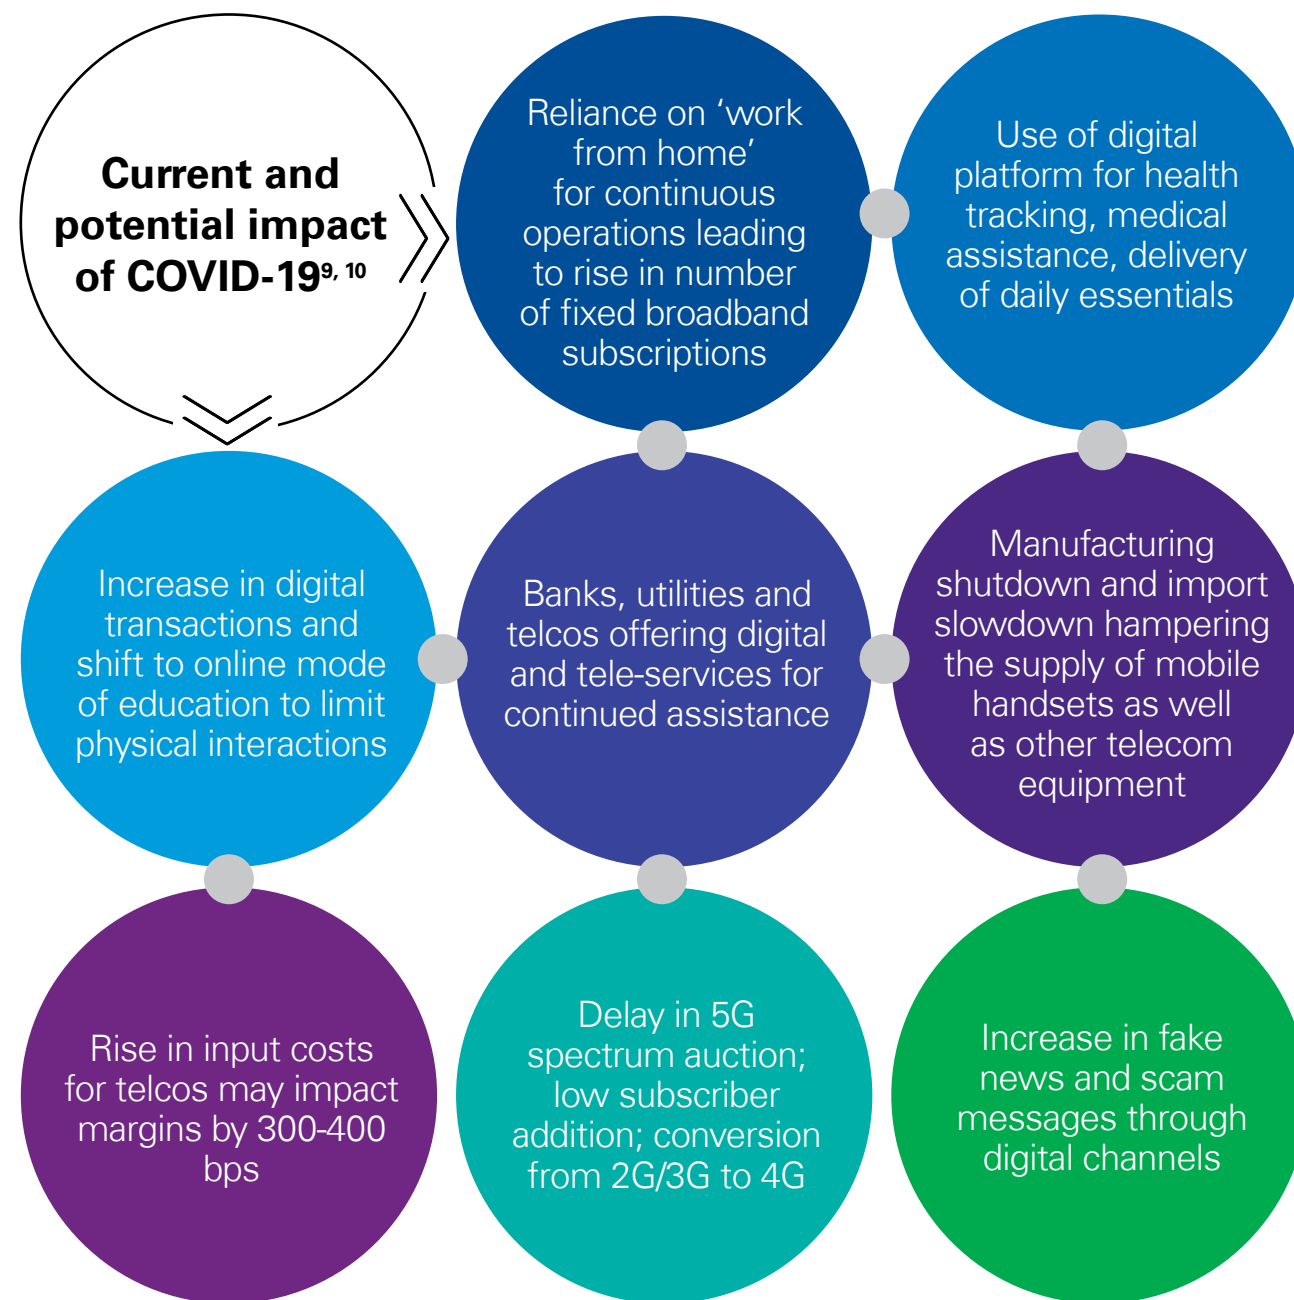 Current and
potential impact
of COVID-199, 10
Reliance on ‘work
from home’
for continuous
operations leading
to rise in number
of fixed broadband
subscriptions
Use of digital
platform for health
tracking, medical
assistance, delivery
of daily essentials
Increase in digital
transactions and
shift to online mode
of education to limit
physical interactions
Banks, utilities and
telcos offering digital
and tele-services for
continued assistance
Manufacturing
shutdown and import
slowdown hampering
the supply of mobile
handsets as well
as other telecom
equipment
Rise in input costs
for telcos may impact
margins by 300-400
bps
Delay in 5G
spectrum auction;
low subscriber
addition; conversion
from 2G/3G to 4G
Increase in fake
news and scam
messages through
digital channels